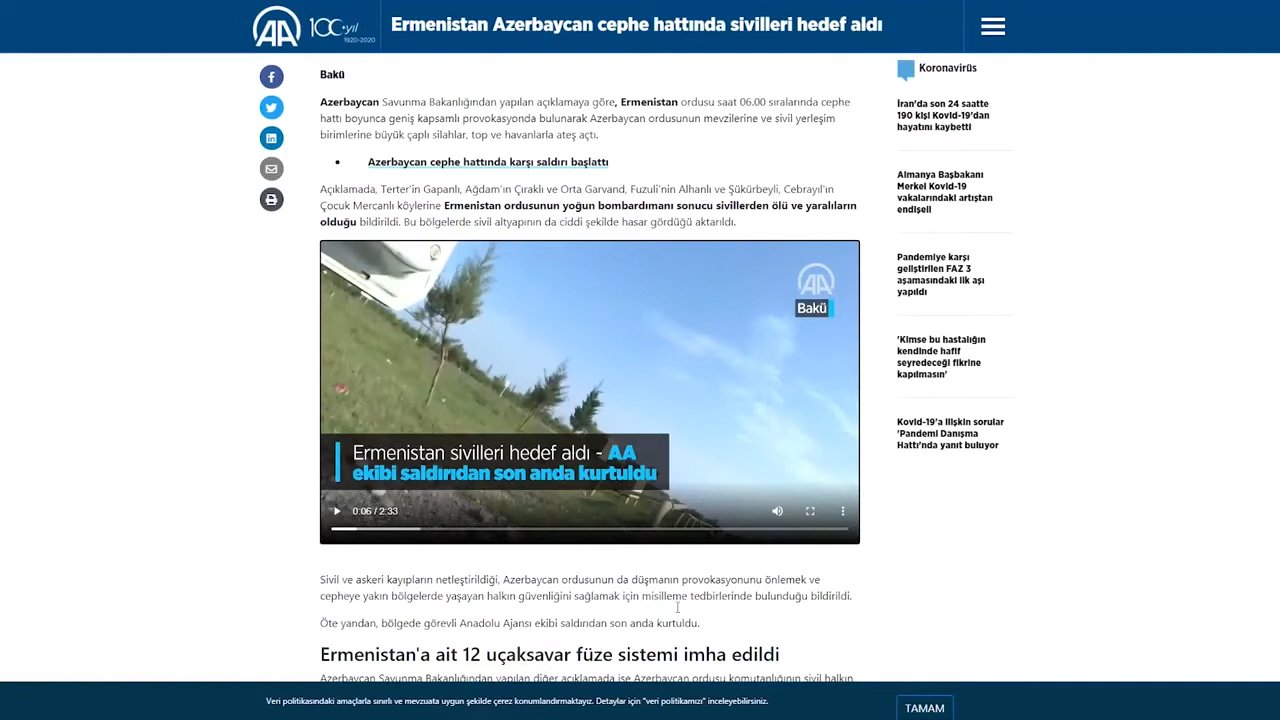 AA 100.yıl 1920-2020
Ermenistan Azerbaycan cephe hattında sivilleri hedef aldı
Bakü
Azerbaycan Savunma Bakanlığından yapılan açıklamaya göre, Ermenistan ordusu saat 06.00 sıralarında cephe
hattı boyunca geniş kapsamlı provokasyonda bulunarak Azerbaycan ordusunun mevzilerine ve sivil yerleşim
birimlerine büyük çaplı silahlar, top ve havanlarla ateş açtı.
Azerbaycan cephe hattında karşı saldırı başlattı
Açıklamada, Terter'in Gapanlı, Ağdam'ın Çıraklı ve Orta Garvand, Fuzuli'nin Alhanlı ve Şükürbeyli, Cebrayıl'ın
Çocuk Mercanlı köylerine Ermenistan ordusunun yoğun bombardımanı sonucu sivillerden ölü ve yaralıların
olduğu bildirildi. Bu bölgelerde sivil altyapının da ciddi şekilde hasar gördüğü aktarıldı.
AA
Bakü
Ermenistan sivilleri hedef aldı - AA
ekibi saldırıdan son anda kurtuldu
0:06 / 2:33
Sivil ve askeri kayıpların netleştirildiği, Azerbaycan ordusunun da düşmanın provokasyonunu önlemek ve
cepheye yakın bölgelerde yaşayan halkın güvenliğini sağlamak için misilleme tedbirlerinde bulunduğu bildirildi.
Öte yandan, bölgede görevli Anadolu Ajansı ekibi saldırıdan son anda kurtuldu.
Ermenistan'a ait 12 uçaksavar füze sistemi imha edildi
Azerbaycan Savunma Bakanlığından yapılan diğer açıklamada ise Azerbaycan ordusu komutanlığının sivil halkın
Koronavirüs
İran'da son 24 saatte
190 kişi Kovid-19'dan
hayatını kaybetti
Almanya Başbakanı
Merkel Kovid-19
vakalarındaki artıştan
endişeli
Pandemiye karşı
geliştirilen FAZ 3
aşamasındaki ilk aşı
yapıldı
'Kimse bu hastalığın
kendinde hafif
seyredeceği fikrine
kapılmasın'
Kovid-19'a ilişkin sorular
'Pandemi Danışma
Hattı'nda yanıt buluyor
Veri politikasındaki amaçlarla sınırlı ve mevzuata uygun şekilde çerez konumlandırmaktayız. Detaylar için "veri politikamızı" inceleyebilirsiniz.
TAMAM